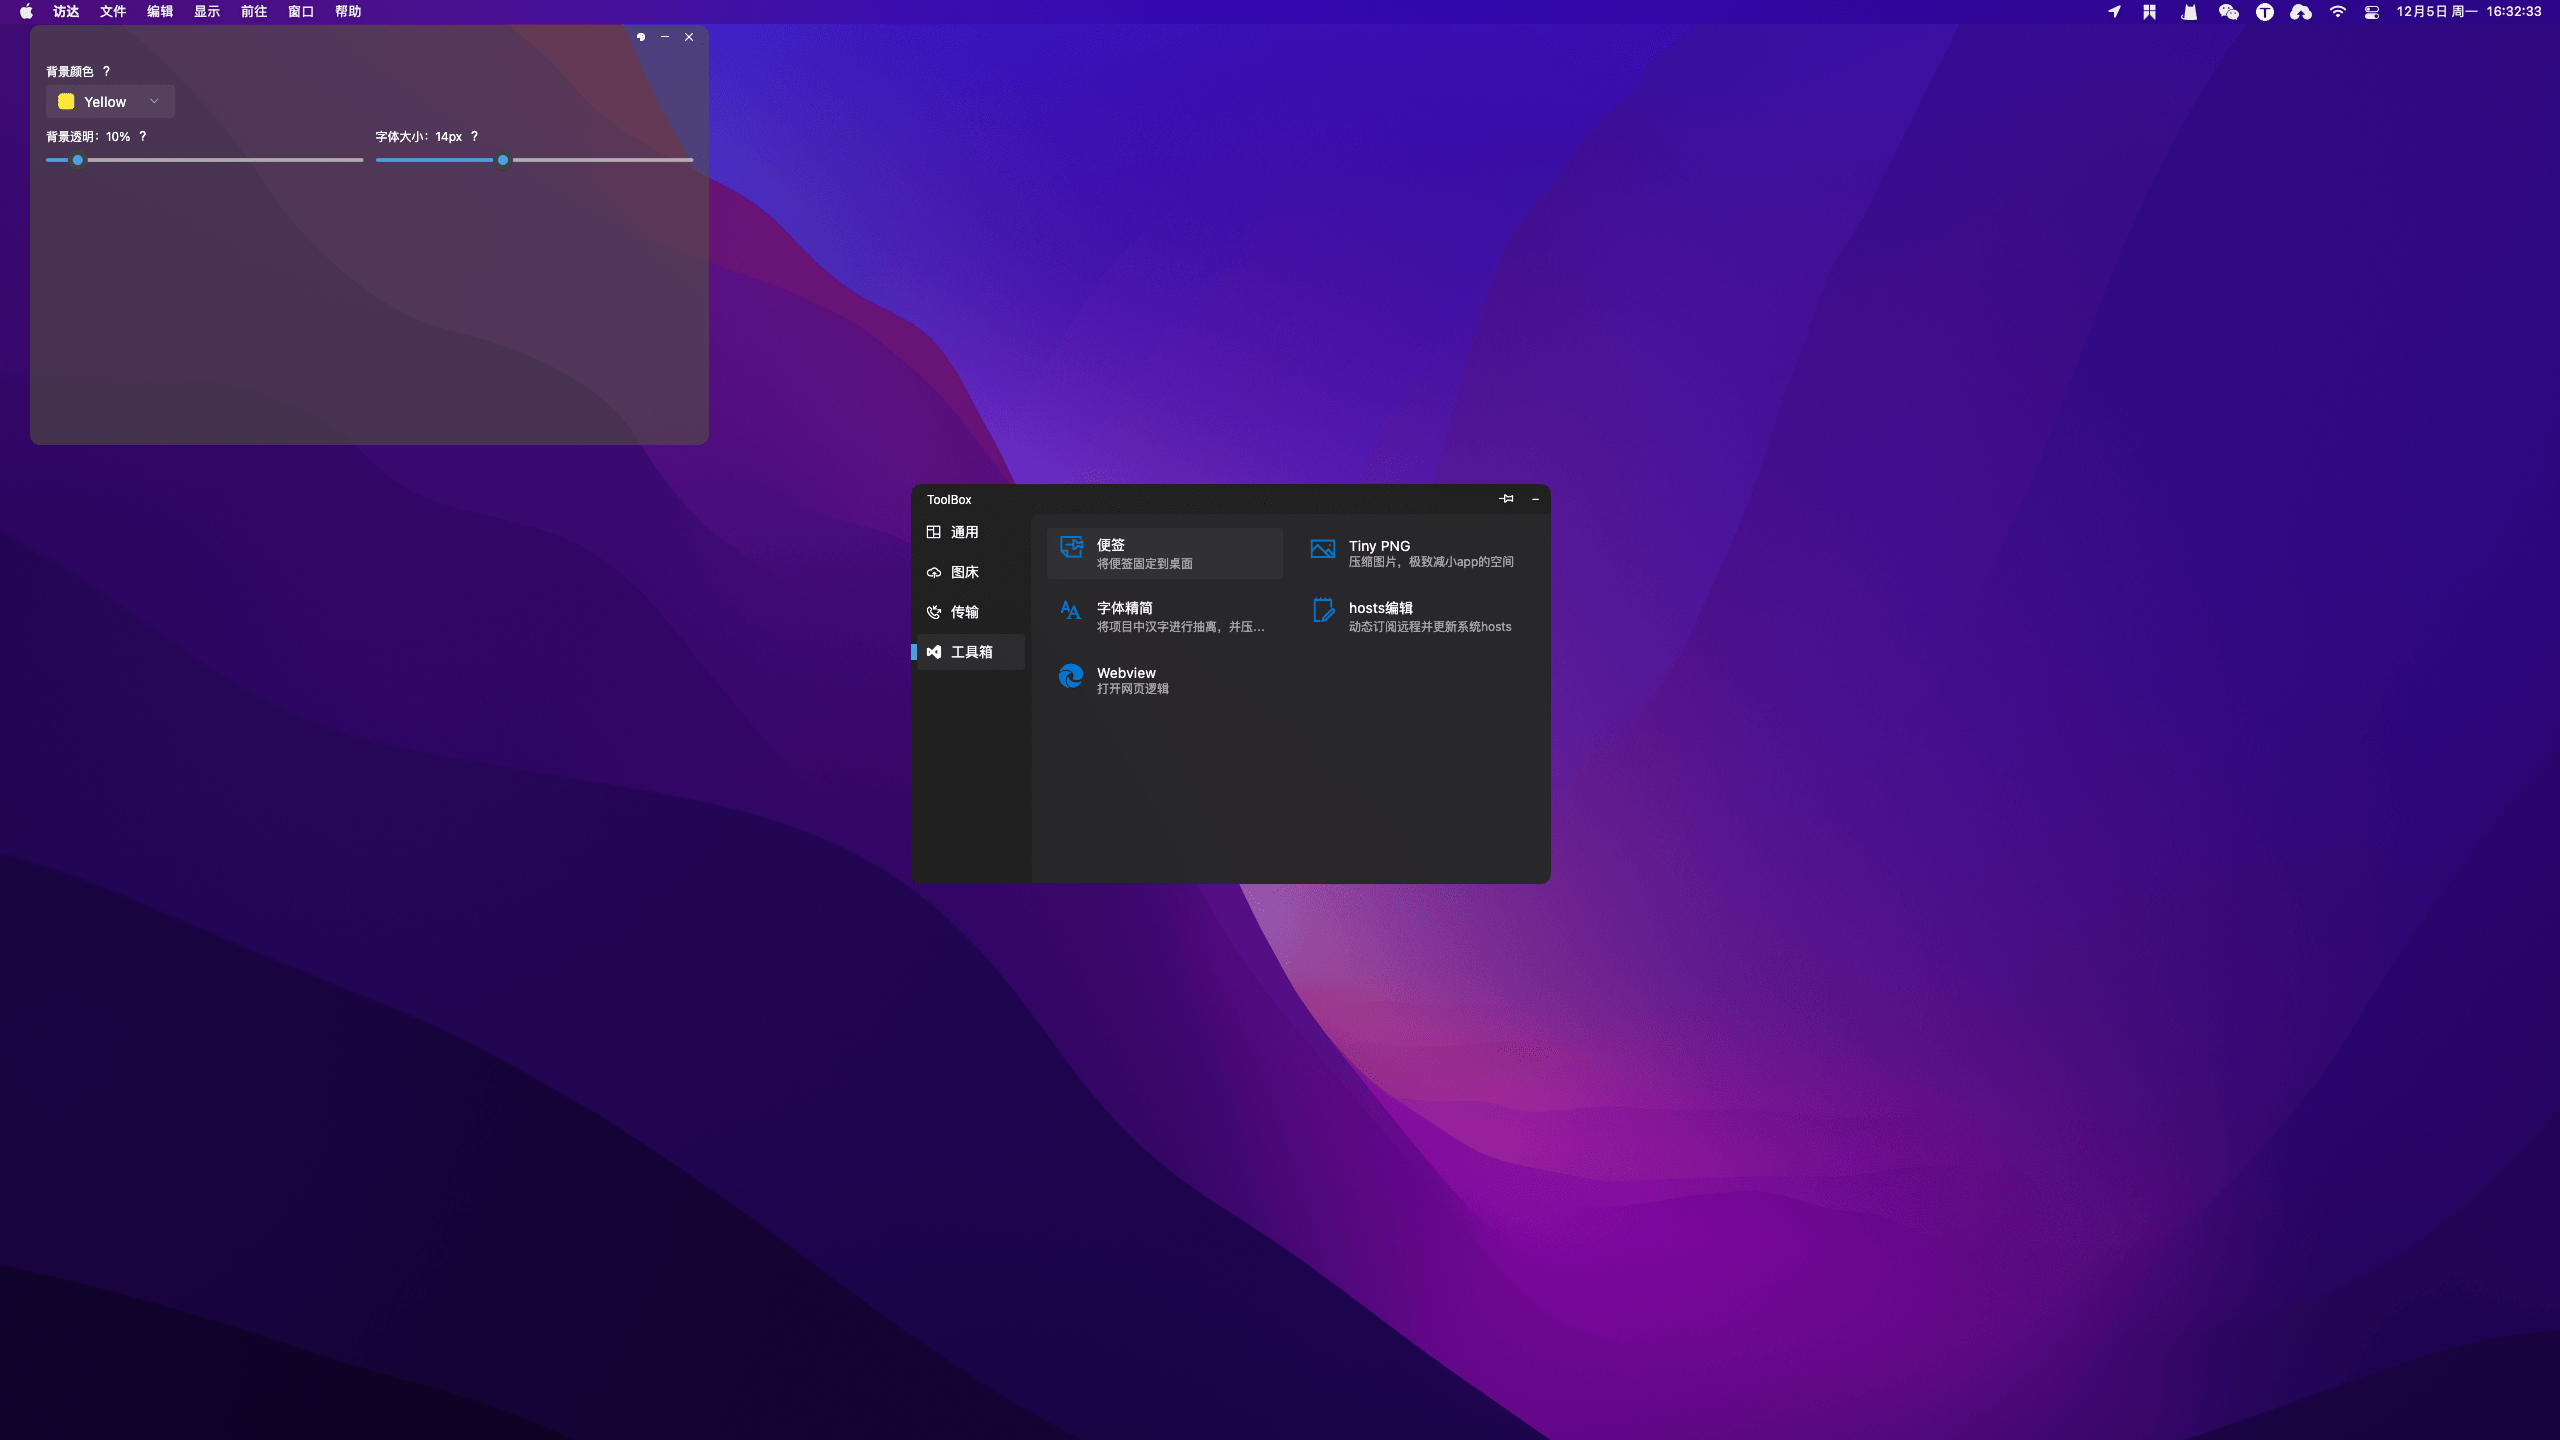 访达 文件 编辑 显示 前往 窗口 帮助 12月5日 周一 16:32:33
背景颜色 ?
Yellow
背景透明：10% ? 字体大小：14px ?
ToolBox
通用
图床
传输
工具箱
便签
将便签固定到桌面
Tiny PNG
压缩图片，极致减小app的空间
字体精简
将项目中汉字进行抽离，并压...
hosts编辑
动态订阅远程并更新系统hosts
Webview
打开网页逻辑